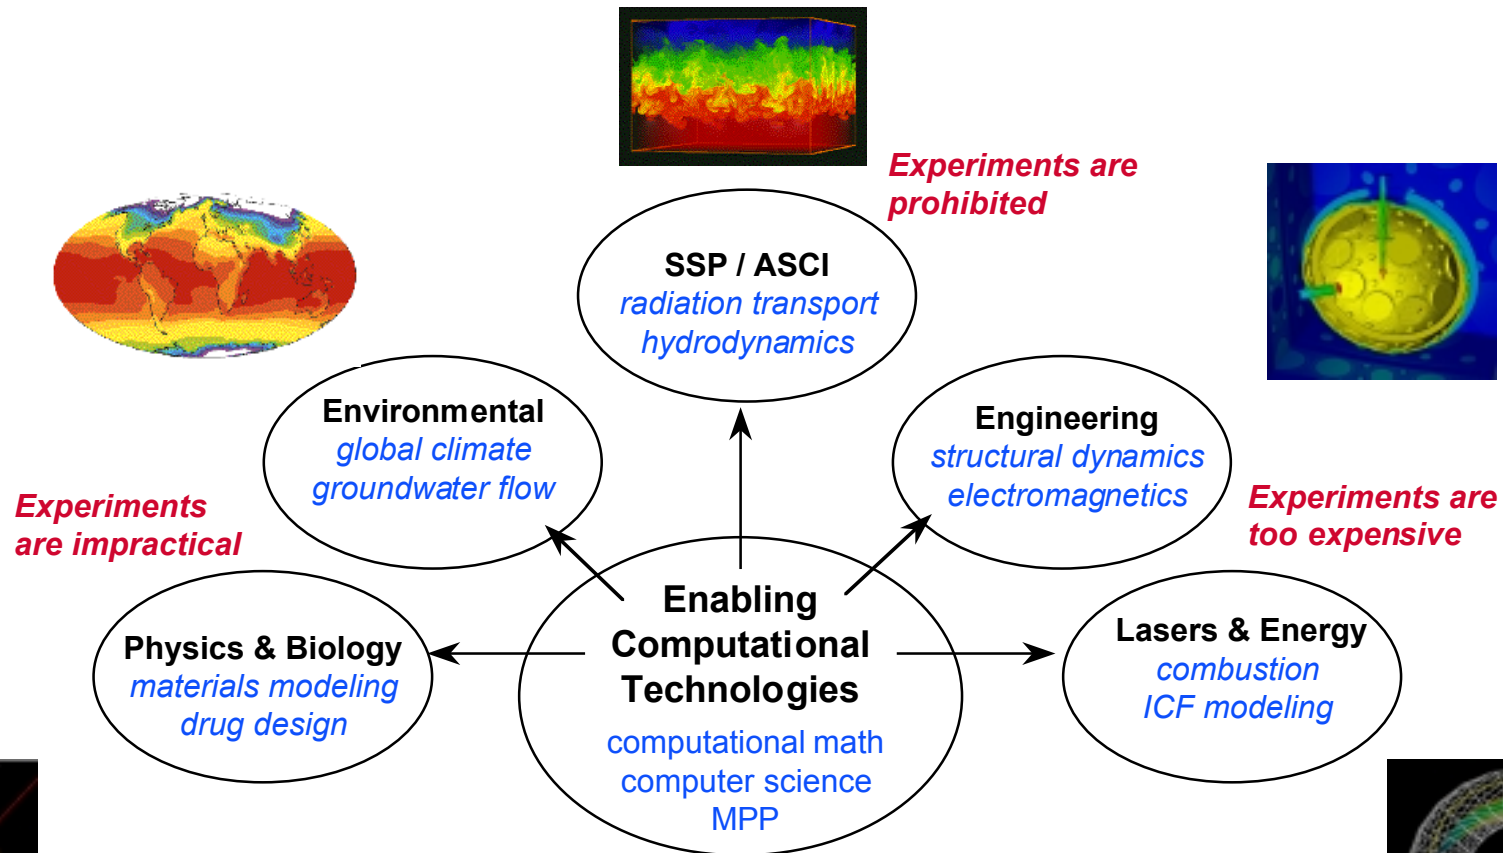 Experiments are
prohibited
SSP / ASCI
radiation transport
hydrodynamics
Environmental
global climate
groundwater flow
Engineering
structural dynamics
electromagnetics
Experiments
are impractical
Experiments are
too expensive
Physics & Biology
materials modeling
drug design
Enabling
Computational
Technologies
computational math
computer science
MPP
Lasers & Energy
combustion
ICF modeling